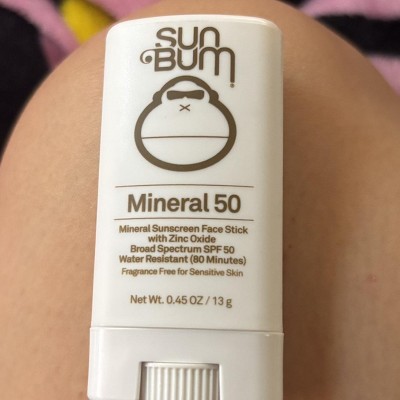 sun
Bum
Mineral 50
Mineral Sunscreen Face Stick
with Zinc Oxide
Broad Spectrum SPF 50
Water Resistant (80 Minutes)
Fragrance Free for Sensitive Skin
Net Wt. 0.45 OZ / 13 g